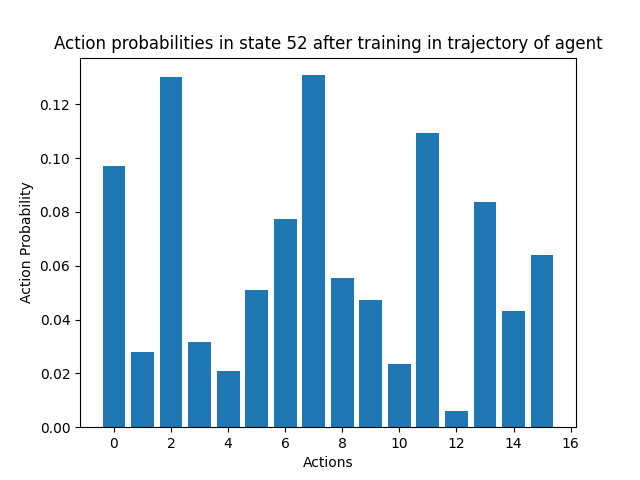 Action probabilities in state 52 after training in trajectory of agent
Action Probability
0.12
0.10
0.08
0.06
0.04
0.02
0.00
0 2 4 6 8 10 12 14 16
Actions